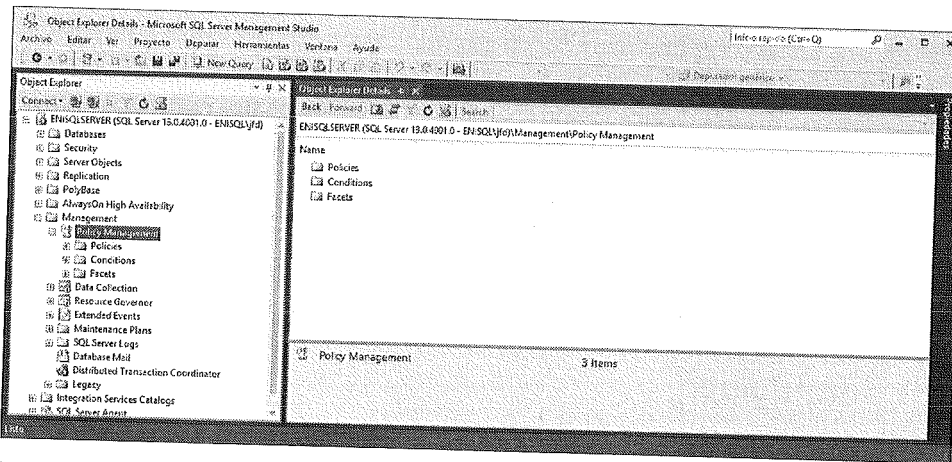 Object Explorer Details - Microsoft SQL Server Management Studio
Archivo Editar Ver Proyecto Depurar Herramientas Ventana Ayuda
New Query
Object Explorer
Connect
ENISQLSERVER (SQL Server 13.0.4001.0 - ENISQL\jfd)
Databases
Security
Server Objects
Replication
PolyBase
AlwaysOn High Availability
Management
Policy Management
Policies
Conditions
Facets
Data Collection
Resource Governor
Extended Events
Maintenance Plans
SQL Server Logs
Database Mail
Distributed Transaction Coordinator
Legacy
Integration Services Catalogs
SQL Server Agent
Object Explorer Details
Back Forward Search
ENISQLSERVER (SQL Server 13.0.4001.0 - ENISQL\jfd)\Management\Policy Management
Name
Policies
Conditions
Facets
Policy Management 3 Items
Listo